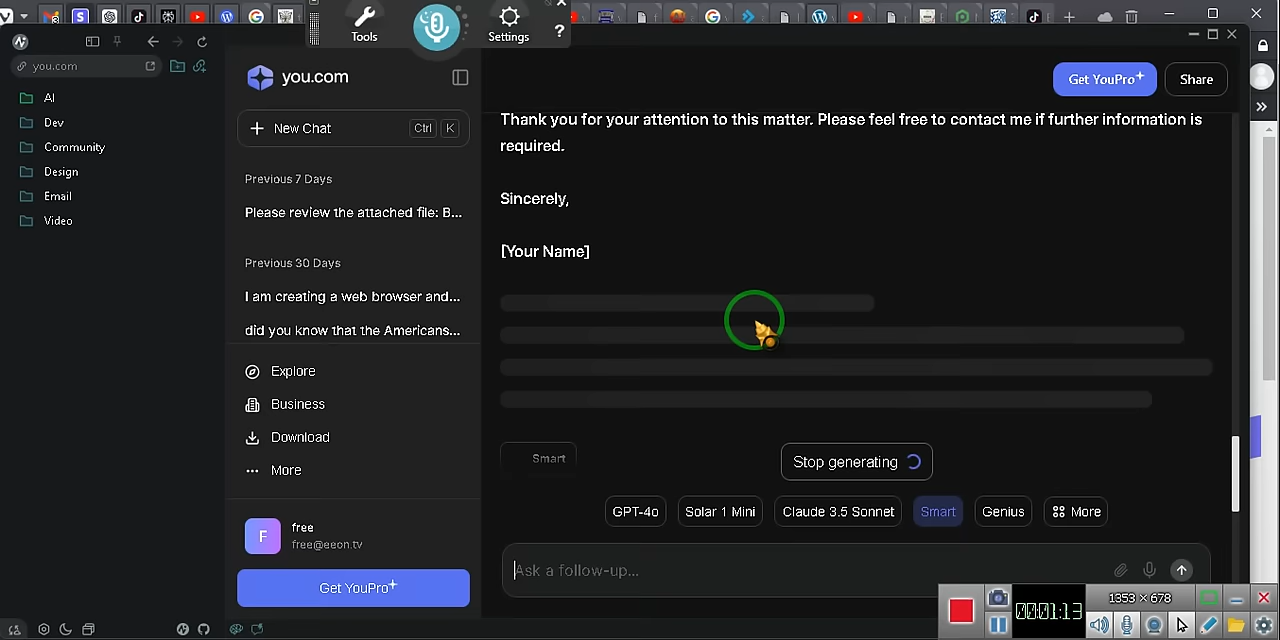 Tools
Settings
?
you.com
AI
Dev
Community
Design
Email
Video
you.com
New Chat
Ctrl
K
Previous 7 Days
Please review the attached file: B...
Previous 30 Days
I am creating a web browser and...
did you know that the Americans...
Explore
Business
Download
More
F
free
free@eeon.tv
Get YouPro
Get YouPro
Share
Thank you for your attention to this matter. Please feel free to contact me if further information is
required.
Sincerely,
[Your Name]
Smart
Stop generating
GPT-4o
Solar 1 Mini
Claude 3.5 Sonnet
Smart
Genius
More
Ask a follow-up...
000:1:13
1353 × 678